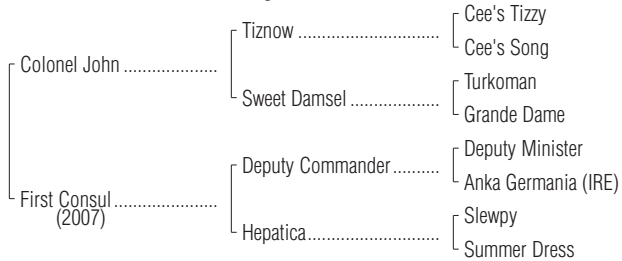 Cee's Tizzy
Tiznow
Cee's Song
Colonel John
Turkoman
Sweet Damsel
Grande Dame
Deputy Minister
Deputy Commander
Anka Germania (IRE)
First Consul
(2007)
Slewpy
Hepatica
Summer Dress